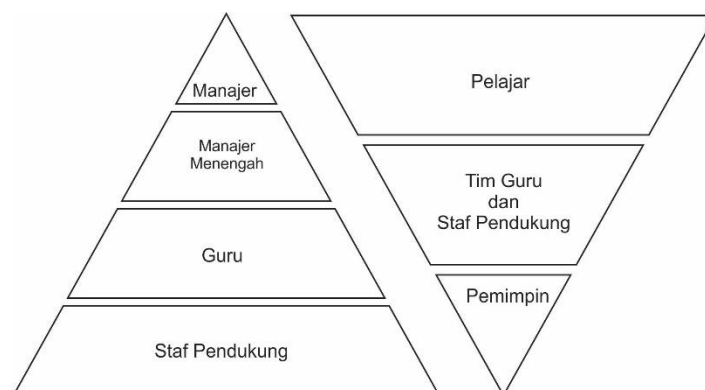 Manajer
Manajer
Menengah
Guru
Staf Pendukung
Pelajar
Tim Guru
dan
Staf Pendukung
Pemimpin